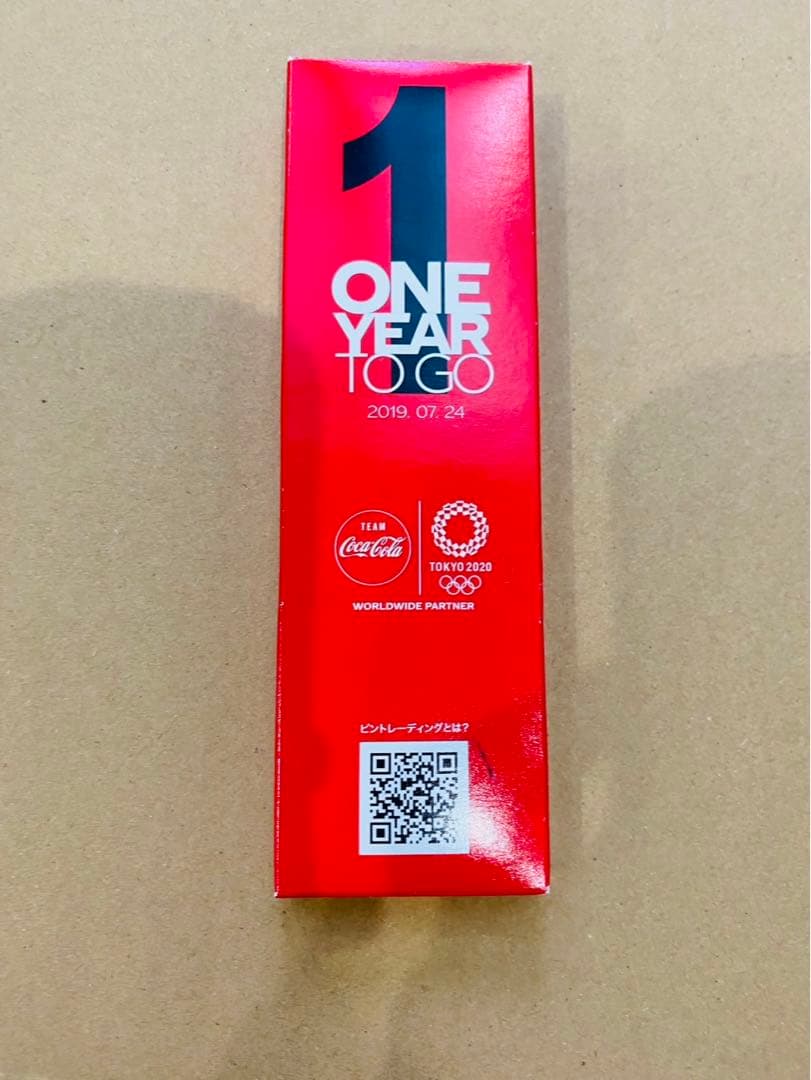 1
ONE
YEAR
TO GO
2019. 07. 24
TEAM
Coca-Cola
TOKYO 2020
WORLDWIDE PARTNER
ピントレーディングとは?